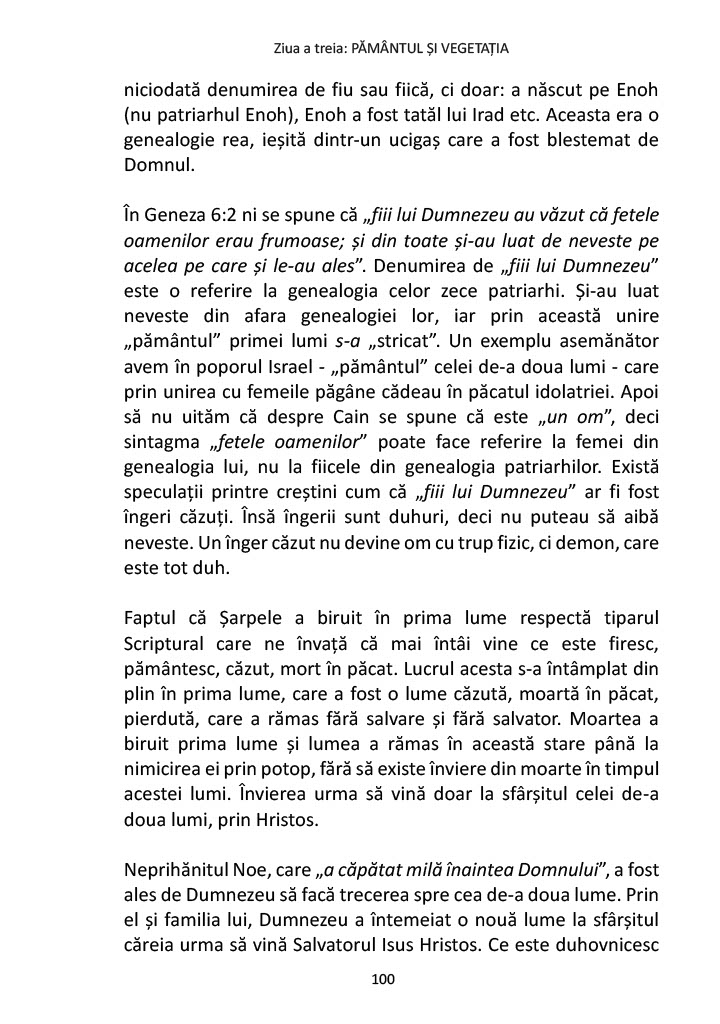 Ziua a treia: PĂMÂNTUL ȘI VEGETAȚIA
niciodată denumirea de fiu sau fiică, ci doar: a născut pe Enoh
(nu patriarhul Enoh), Enoh a fost tatăl lui Irad etc. Aceasta era o
genealogie rea, ieșită dintr-un ucigaș care a fost blestemat de
Domnul.
În Geneza 6:2 ni se spune că „fiii lui Dumnezeu au văzut că fetele
oamenilor erau frumoase; și din toate și-au luat de neveste pe
acelea pe care și le-au ales”. Denumirea de „fiii lui Dumnezeu”
este o referire la genealogia celor zece patriarhi. Și-au luat
neveste din afara genealogiei lor, iar prin această unire
„pământul” primei lumi s-a „stricat”. Un exemplu asemănător
avem în poporul Israel - „pământul” celei de-a doua lumi - care
prin unirea cu femeile păgâne cădeau în păcatul idolatriei. Apoi
să nu uităm că despre Cain se spune că este „un om”, deci
sintagma „fetele oamenilor” poate face referire la femei din
genealogia lui, nu la fiicele din genealogia patriarhilor. Există
speculații printre creștini cum că „fiii lui Dumnezeu” ar fi fost
îngeri căzuți. Însă îngerii sunt duhuri, deci nu puteau să aibă
neveste. Un înger căzut nu devine om cu trup fizic, ci demon, care
este tot duh.
Faptul că Șarpele a biruit în prima lume respectă tiparul
Scriptural care ne învață că mai întâi vine ce este firesc,
pământesc, căzut, mort în păcat. Lucrul acesta s-a întâmplat din
plin în prima lume, care a fost o lume căzută, moartă în păcat,
pierdută, care a rămas fără salvare și fără salvator. Moartea a
biruit prima lume și lumea a rămas în această stare până la
nimicirea ei prin potop, fără să existe înviere din moarte în timpul
acestei lumi. Învierea urma să vină doar la sfârșitul celei de-a
doua lumi, prin Hristos.
Neprihănitul Noe, care „a căpătat milă înaintea Domnului”, a fost
ales de Dumnezeu să facă trecerea spre cea de-a doua lume. Prin
el și familia lui, Dumnezeu a întemeiat o nouă lume la sfârșitul
căreia urma să vină Salvatorul Isus Hristos. Ce este duhovnicesc
100